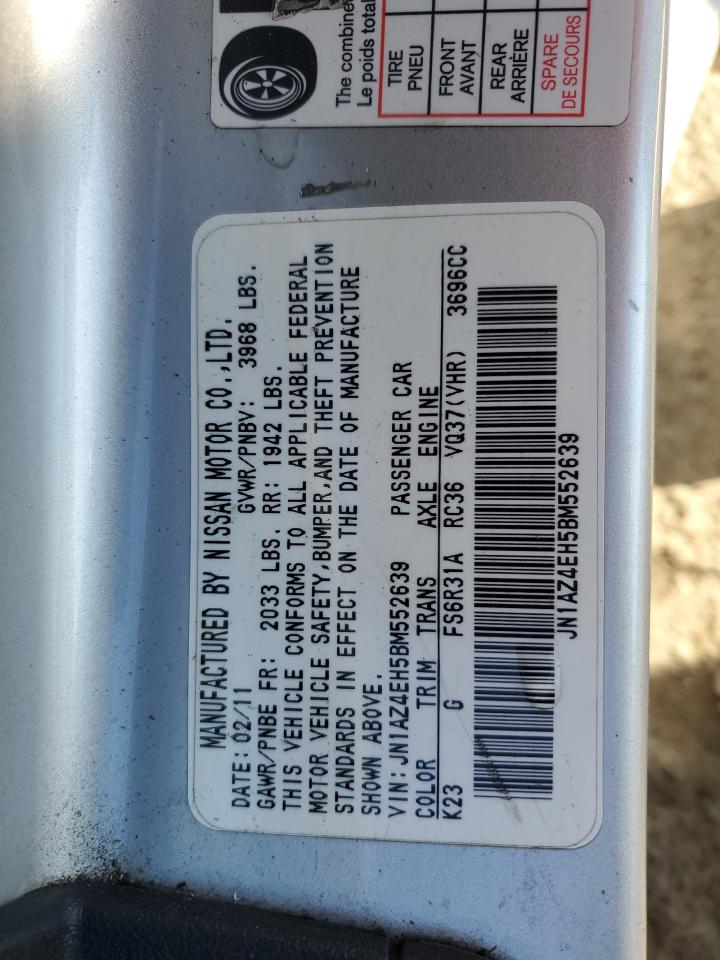 The combine
Le poids total
TIRE
PNEU
FRONT
AVANT
REAR
ARRIÈRE
SPARE
DE SECOURS
MANUFACTURED BY NISSAN MOTOR CO.,LTD.
DATE: 02/11 GVWR/PNBV: 3968 LBS.
GAWR/PNBE FR: 2033 LBS. RR: 1942 LBS.
THIS VEHICLE CONFORMS TO ALL APPLICABLE FEDERAL
MOTOR VEHICLE SAFETY,BUMPER,AND THEFT PREVENTION
STANDARDS IN EFFECT ON THE DATE OF MANUFACTURE
SHOWN ABOVE.
VIN: JN1AZ4EH5BM552639 PASSENGER CAR
COLOR TRIM TRANS AXLE ENGINE
K23 G FS6R31A RC36 VQ37(VHR) 3696CC
JN1AZ4EH5BM552639